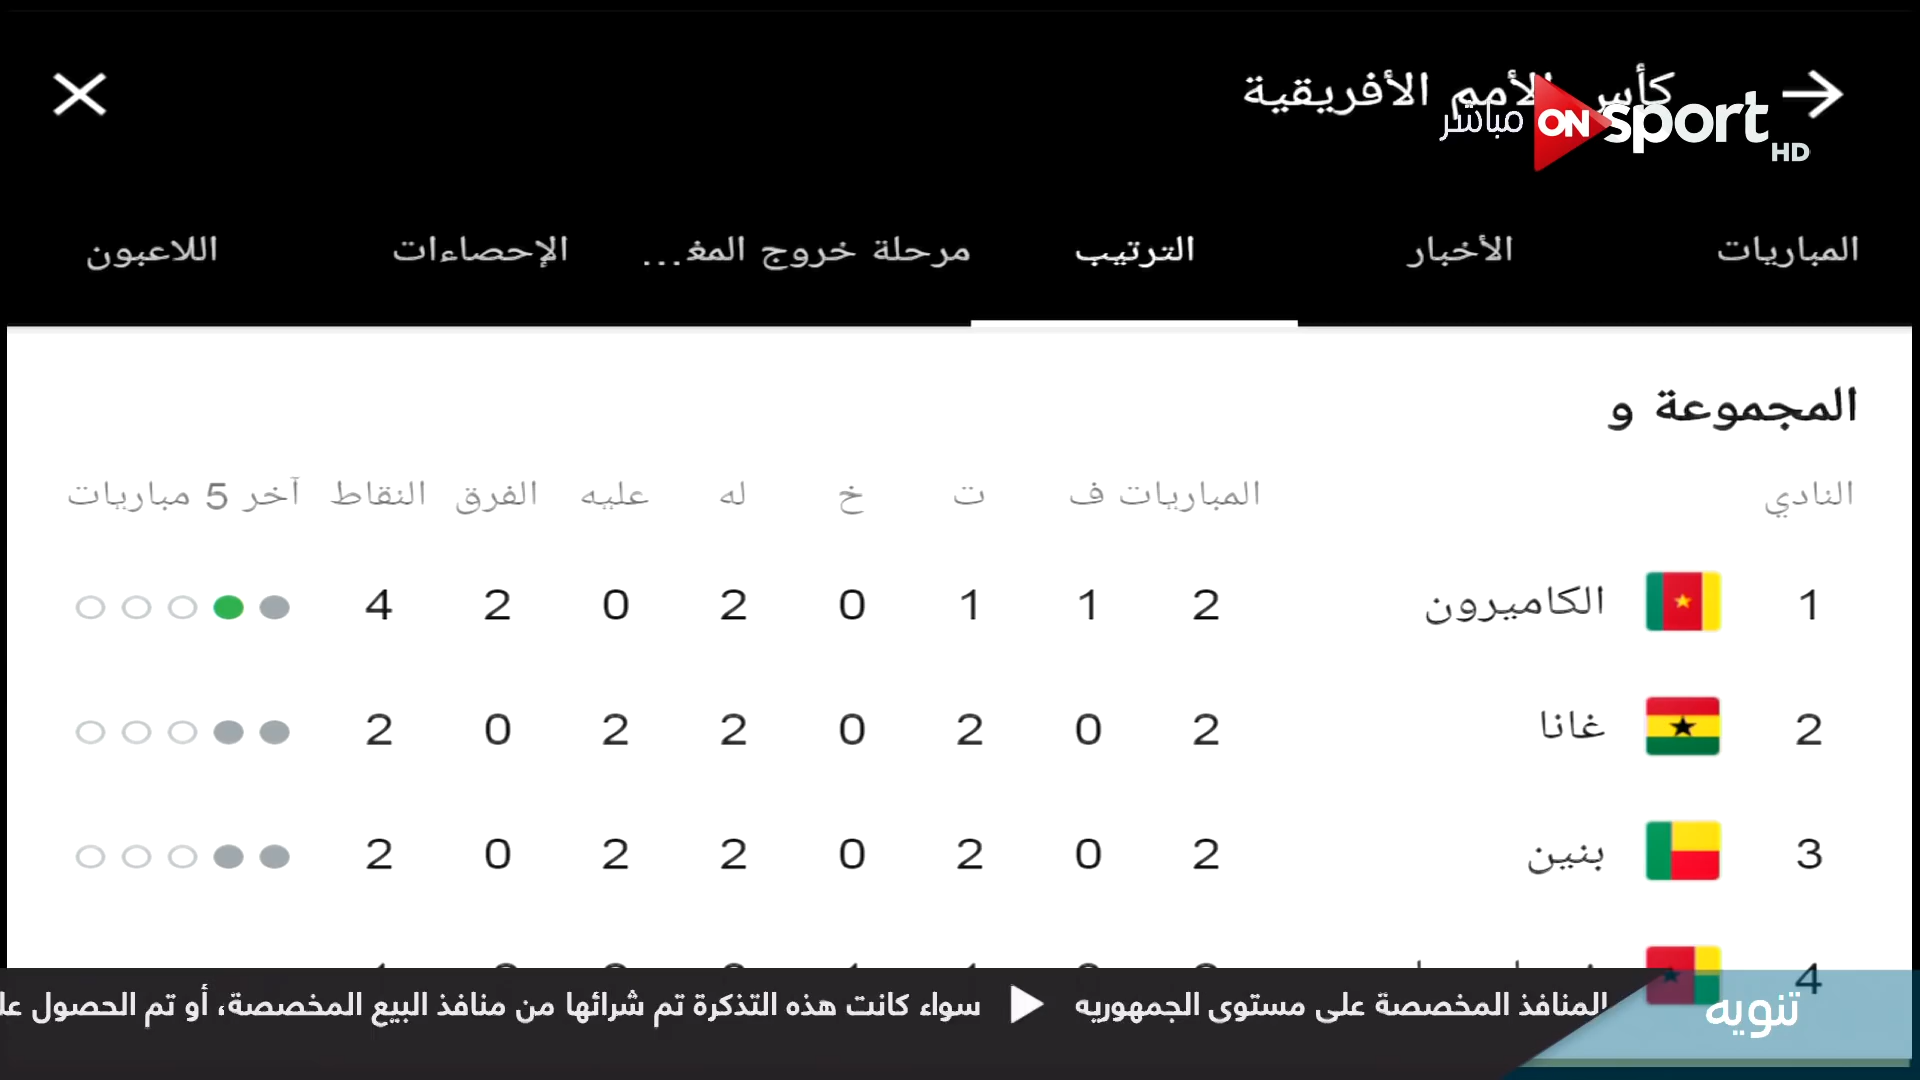 كأس الأمم الأفريقية
مباشر ON sport HD
المباريات الأخبار الترتيب مرحلة خروج المغ... الإحصاءات اللاعبون
المجموعة و
النادي المباريات ف ت خ له عليه الفرق النقاط آخر 5 مباريات
1 الكاميرون 2 1 1 0 2 0 2 4
2 غانا 2 0 2 0 2 2 0 2
3 بنين 2 0 2 0 2 2 0 2
4
تنويه
المنافذ المخصصة على مستوى الجمهوريه سواء كانت هذه التذكرة تم شرائها من منافذ البيع المخصصة، أو تم الحصول